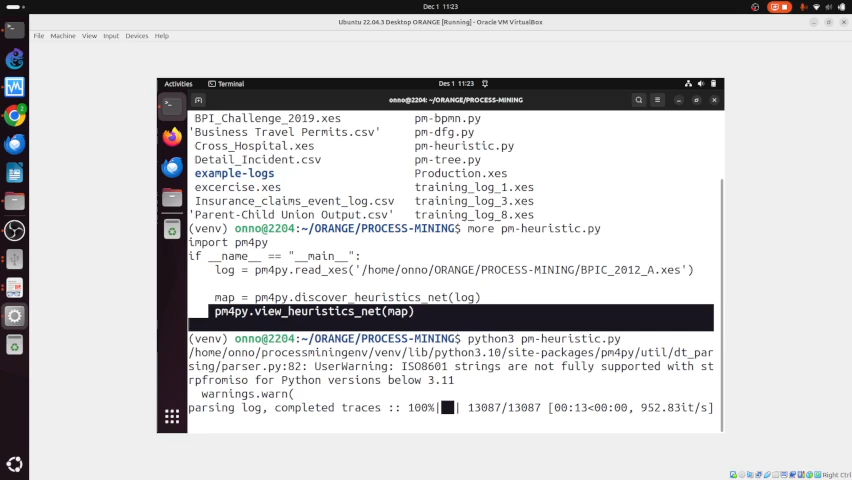 Dec 1 11:23
Ubuntu 22.04.3 Desktop ORANGE [Running] - Oracle VM VirtualBox
File Machine View Input Devices Help
Activities Terminal Des 1 11:23
onno@2204: ~/ORANGE/PROCESS-MINING
BPI_Challenge_2019.xes pm-bpmn.py
'Business Travel Permits.csv' pm-dfg.py
Cross_Hospital.xes pm-heuristic.py
Detail_Incident.csv pm-tree.py
example-logs Production.xes
excercise.xes training_log_1.xes
Insurance_claims_event_log.csv training_log_3.xes
'Parent-Child Union Output.csv' training_log_8.xes
(venv) onno@2204:~/ORANGE/PROCESS-MINING$ more pm-heuristic.py
import pm4py
if __name__ == "__main__":
log = pm4py.read_xes('/home/onno/ORANGE/PROCESS-MINING/BPIC_2012_A.xes')
map = pm4py.discover_heuristics_net(log)
pm4py.view_heuristics_net(map)
(venv) onno@2204:~/ORANGE/PROCESS-MINING$ python3 pm-heuristic.py
/home/onno/processminingenv/venv/lib/python3.10/site-packages/pm4py/util/dt_par
sing/parser.py:82: UserWarning: ISO8601 strings are not fully supported with st
rpfromiso for Python versions below 3.11
warnings.warn(
parsing log, completed traces :: 100%|██| 13087/13087 [00:13<00:00, 952.83it/s]
Right Ctrl